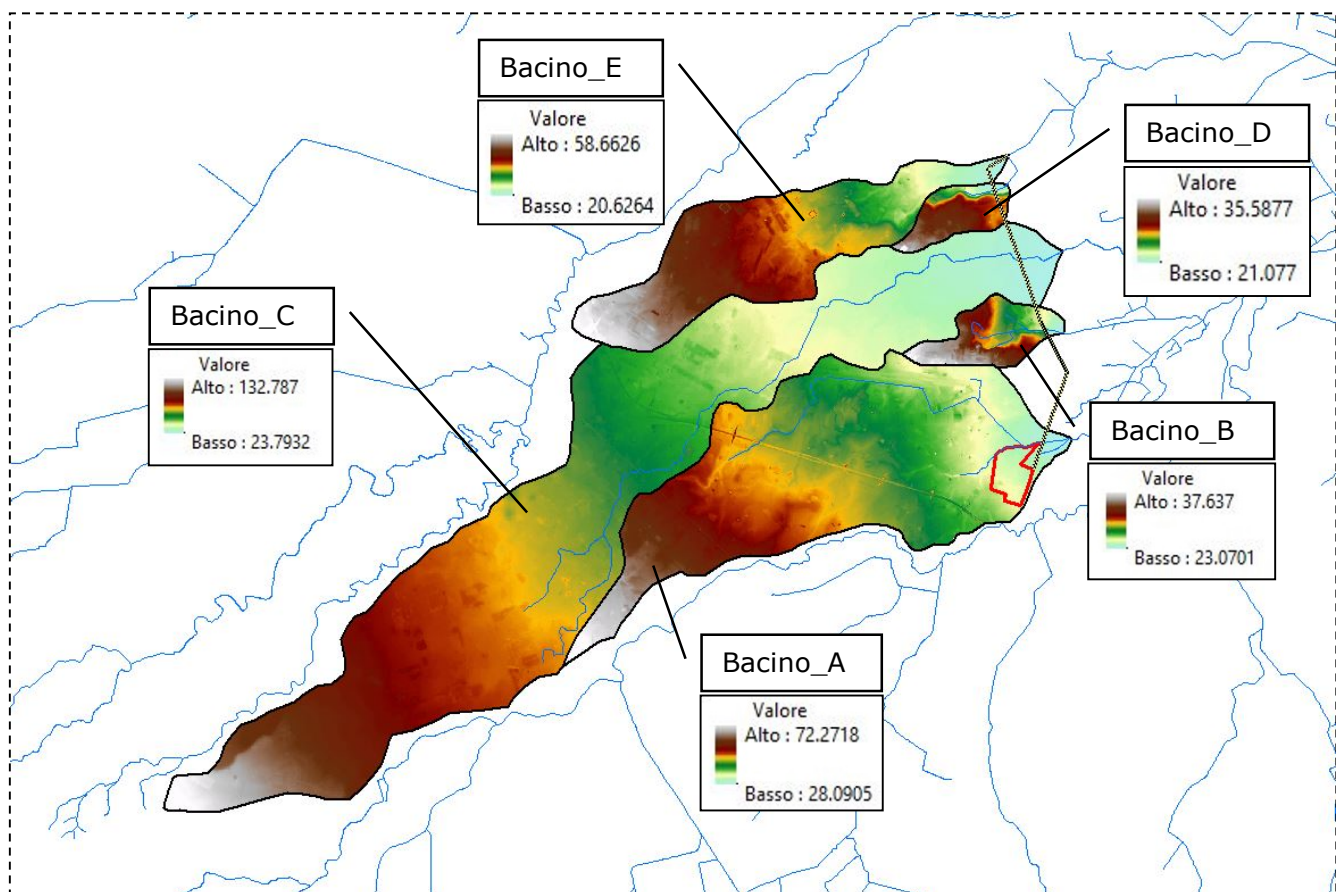 Bacino_E
Valore
Alto : 58.6626
Basso : 20.6264
Bacino_D
Valore
Alto : 35.5877
Basso : 21.077
Bacino_C
Valore
Alto : 132.787
Basso : 23.7932
Bacino_B
Valore
Alto : 37.637
Basso : 23.0701
Bacino_A
Valore
Alto : 72.2718
Basso : 28.0905